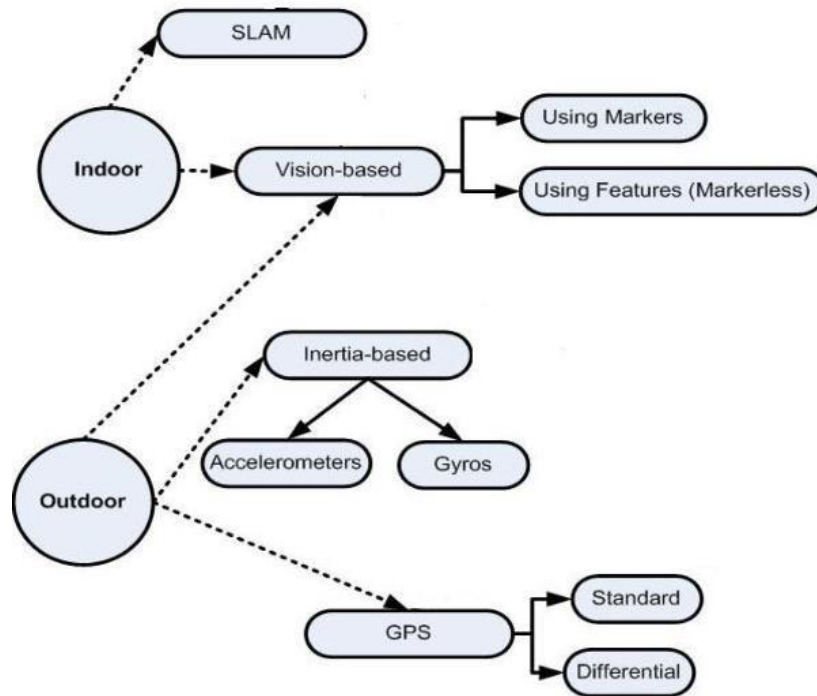 SLAM
Using Markers
Indoor
Vision-based
Using Features (Markerless)
Inertia-based
Accelerometers
Gyros
Outdoor
Standard
GPS
Differential